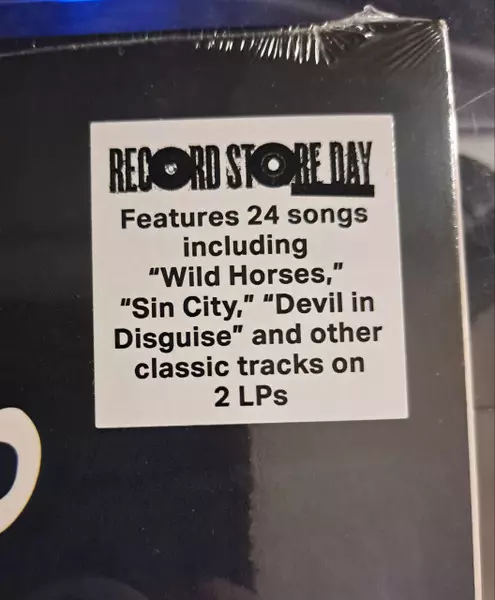 RECORD STORE DAY
Features 24 songs
including
“Wild Horses,”
“Sin City,” “Devil in
Disguise” and other
classic tracks on
2 LPs